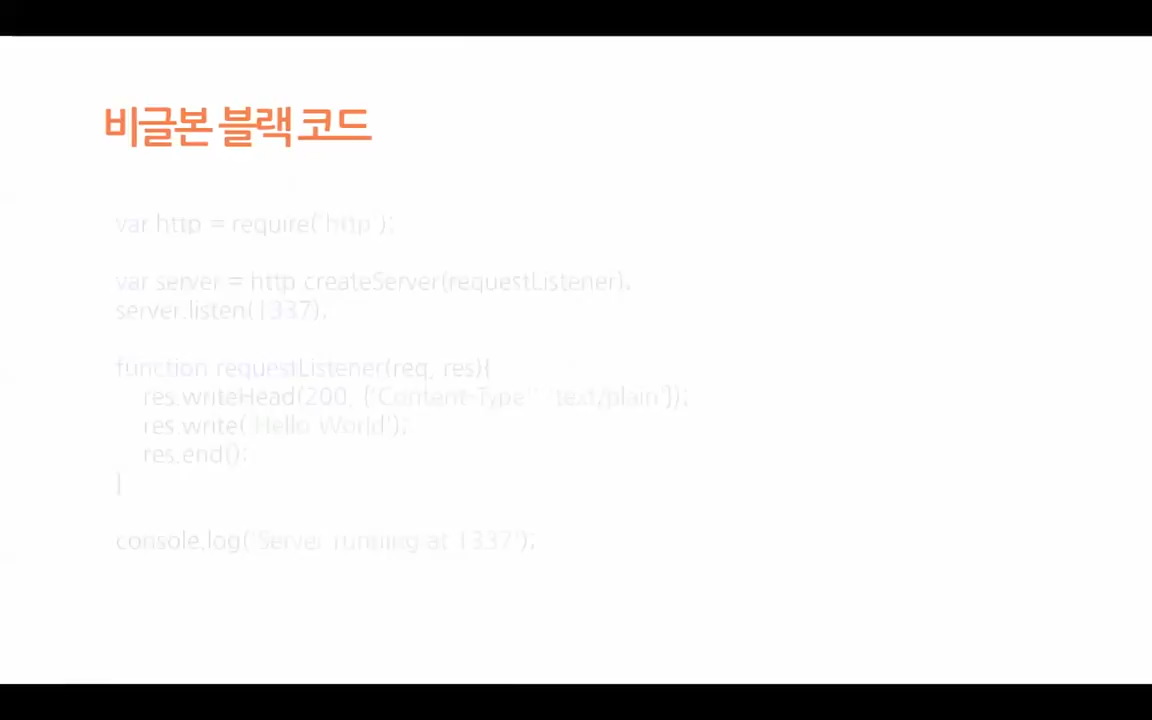 비글본 블랙 코드
var http = require('http');
var server = http.createServer(requestListener);
server.listen(1337);
function requestListener(req, res){
res.writeHead(200, {'Content-Type': 'text/plain'});
res.write('Hello World');
res.end();
}
console.log('Server running at 1337');